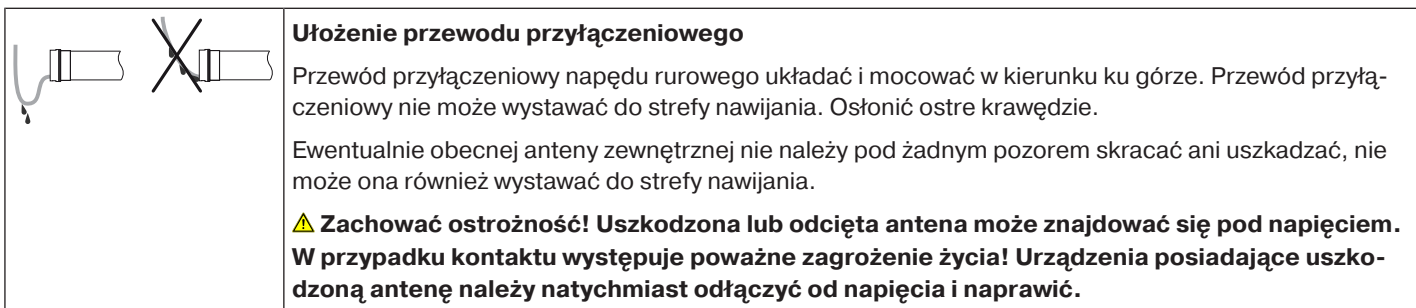 Ułożenie przewodu przyłączeniowego
Przewód przyłączeniowy napędu rurowego układać i mocować w kierunku ku górze. Przewód przyłą-
czeniowy nie może wystawać do strefy nawijania. Osłonić ostre krawędzie.
Ewentualnie obecnej anteny zewnętrznej nie należy pod żadnym pozorem skracać ani uszkadzać, nie
może ona również wystawać do strefy nawijania.
⚠ Zachować ostrożność! Uszkodzona lub odcięta antena może znajdować się pod napięciem.
W przypadku kontaktu występuje poważne zagrożenie życia! Urządzenia posiadające uszko-
dzoną antenę należy natychmiast odłączyć od napięcia i naprawić.